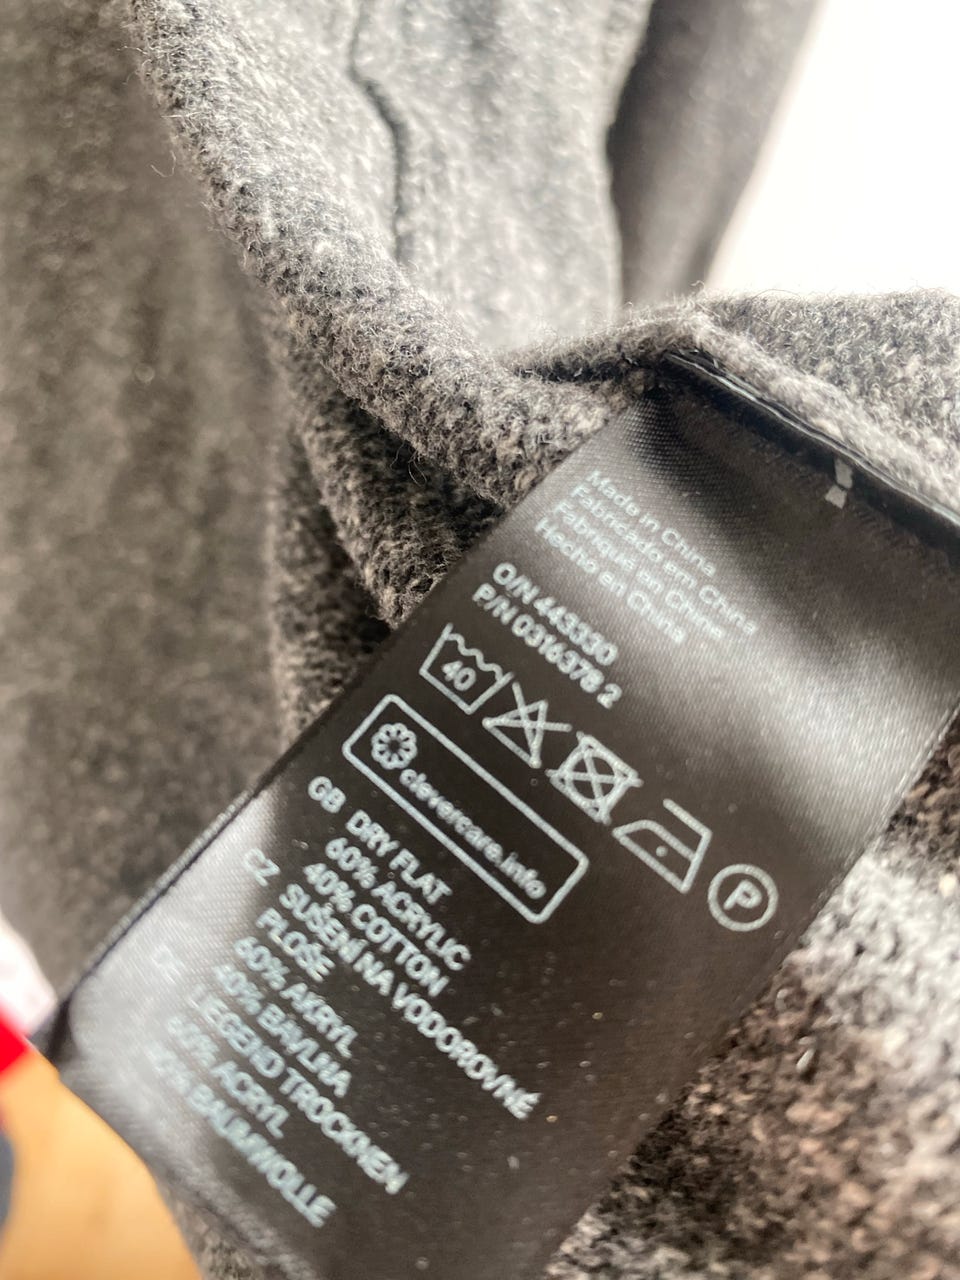 Made in China
Fabricado em China
Fabriqué en Chine
Hecho en China
O/N 443330
P/N 0316378 2
40
clevercare.info
P
GB DRY FLAT
60% ACRYLIC
40% COTTON
CZ SUŠENÍ NA VODOROVNÉ
PLOŠE
60% AKRYL
40% BAVLNA
DE LIEGEND TROCKNEN
60% ACRYL
BAUMWOLLE